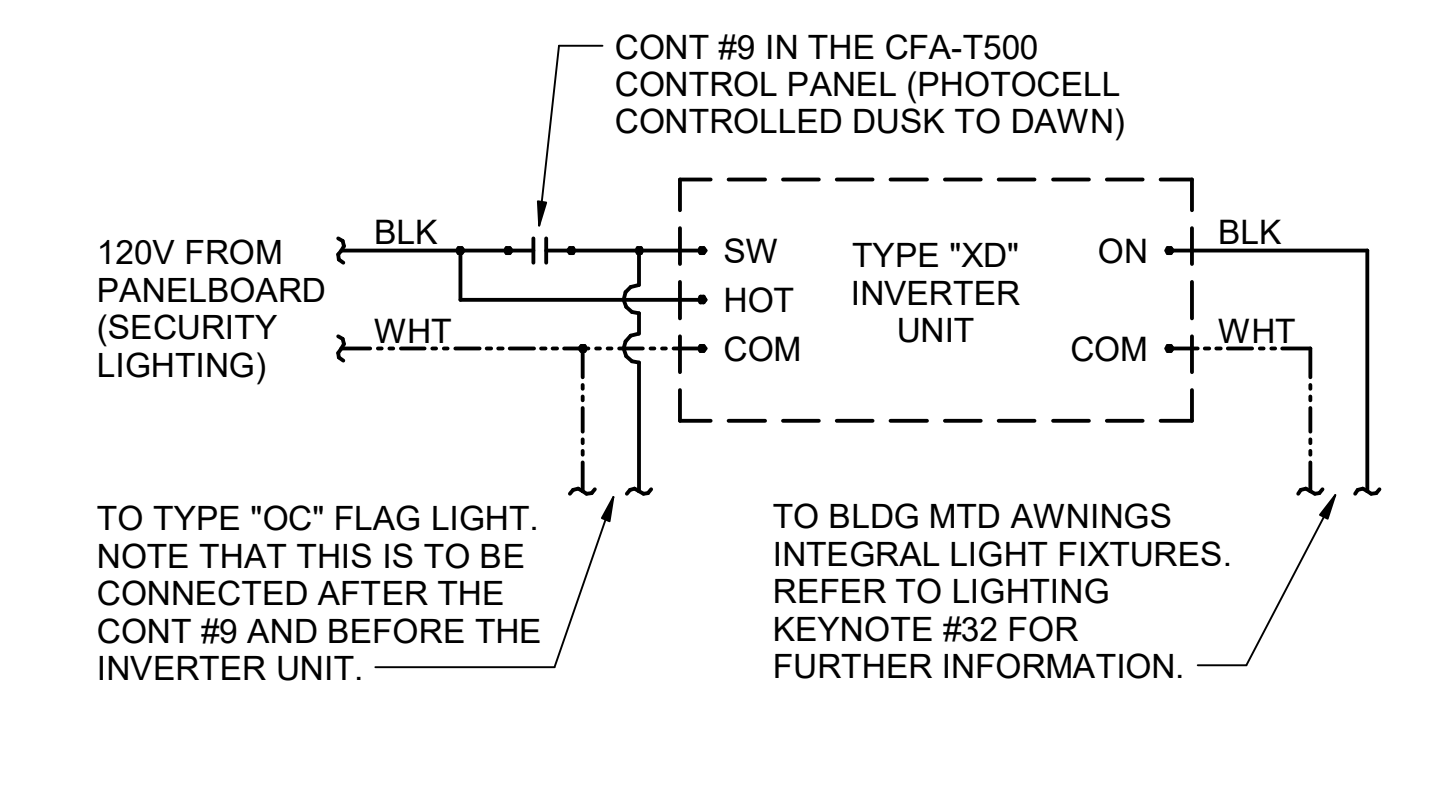 CONT #9 IN THE CFA-T500
CONTROL PANEL (PHOTOCELL
CONTROLLED DUSK TO DAWN)
120V FROM
PANELBOARD
(SECURITY
LIGHTING)
BLK
WHT
SW
HOT
COM
TYPE "XD"
INVERTER
UNIT
ON
COM
BLK
WHT
TO TYPE "OC" FLAG LIGHT.
NOTE THAT THIS IS TO BE
CONNECTED AFTER THE
CONT #9 AND BEFORE THE
INVERTER UNIT.
TO BLDG MTD AWNINGS
INTEGRAL LIGHT FIXTURES.
REFER TO LIGHTING
KEYNOTE #32 FOR
FURTHER INFORMATION.